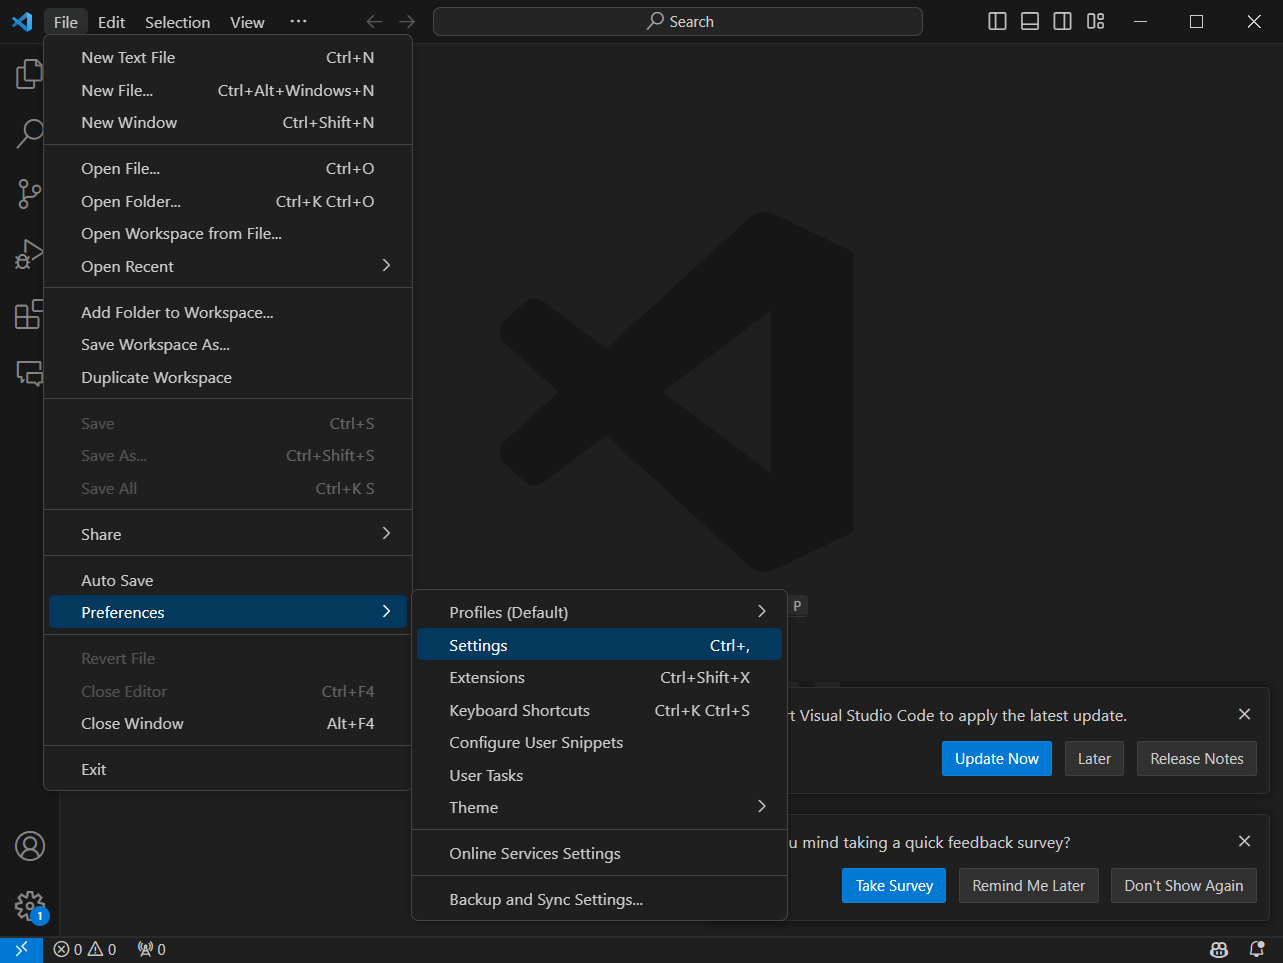 File Edit Selection View ··· Search
New Text File Ctrl+N
New File... Ctrl+Alt+Windows+N
New Window Ctrl+Shift+N
Open File... Ctrl+O
Open Folder... Ctrl+K Ctrl+O
Open Workspace from File...
Open Recent
Add Folder to Workspace...
Save Workspace As...
Duplicate Workspace
Save Ctrl+S
Save As... Ctrl+Shift+S
Save All Ctrl+K S
Share
Auto Save
Preferences
Revert File
Close Editor Ctrl+F4
Close Window Alt+F4
Exit
Profiles (Default)
Settings Ctrl+,
Extensions Ctrl+Shift+X
Keyboard Shortcuts Ctrl+K Ctrl+S
Configure User Snippets
User Tasks
Theme
Online Services Settings
Backup and Sync Settings...
P
Visual Studio Code to apply the latest update.
Update Now Later Release Notes
mind taking a quick feedback survey?
Take Survey Remind Me Later Don't Show Again
1
0 0 0